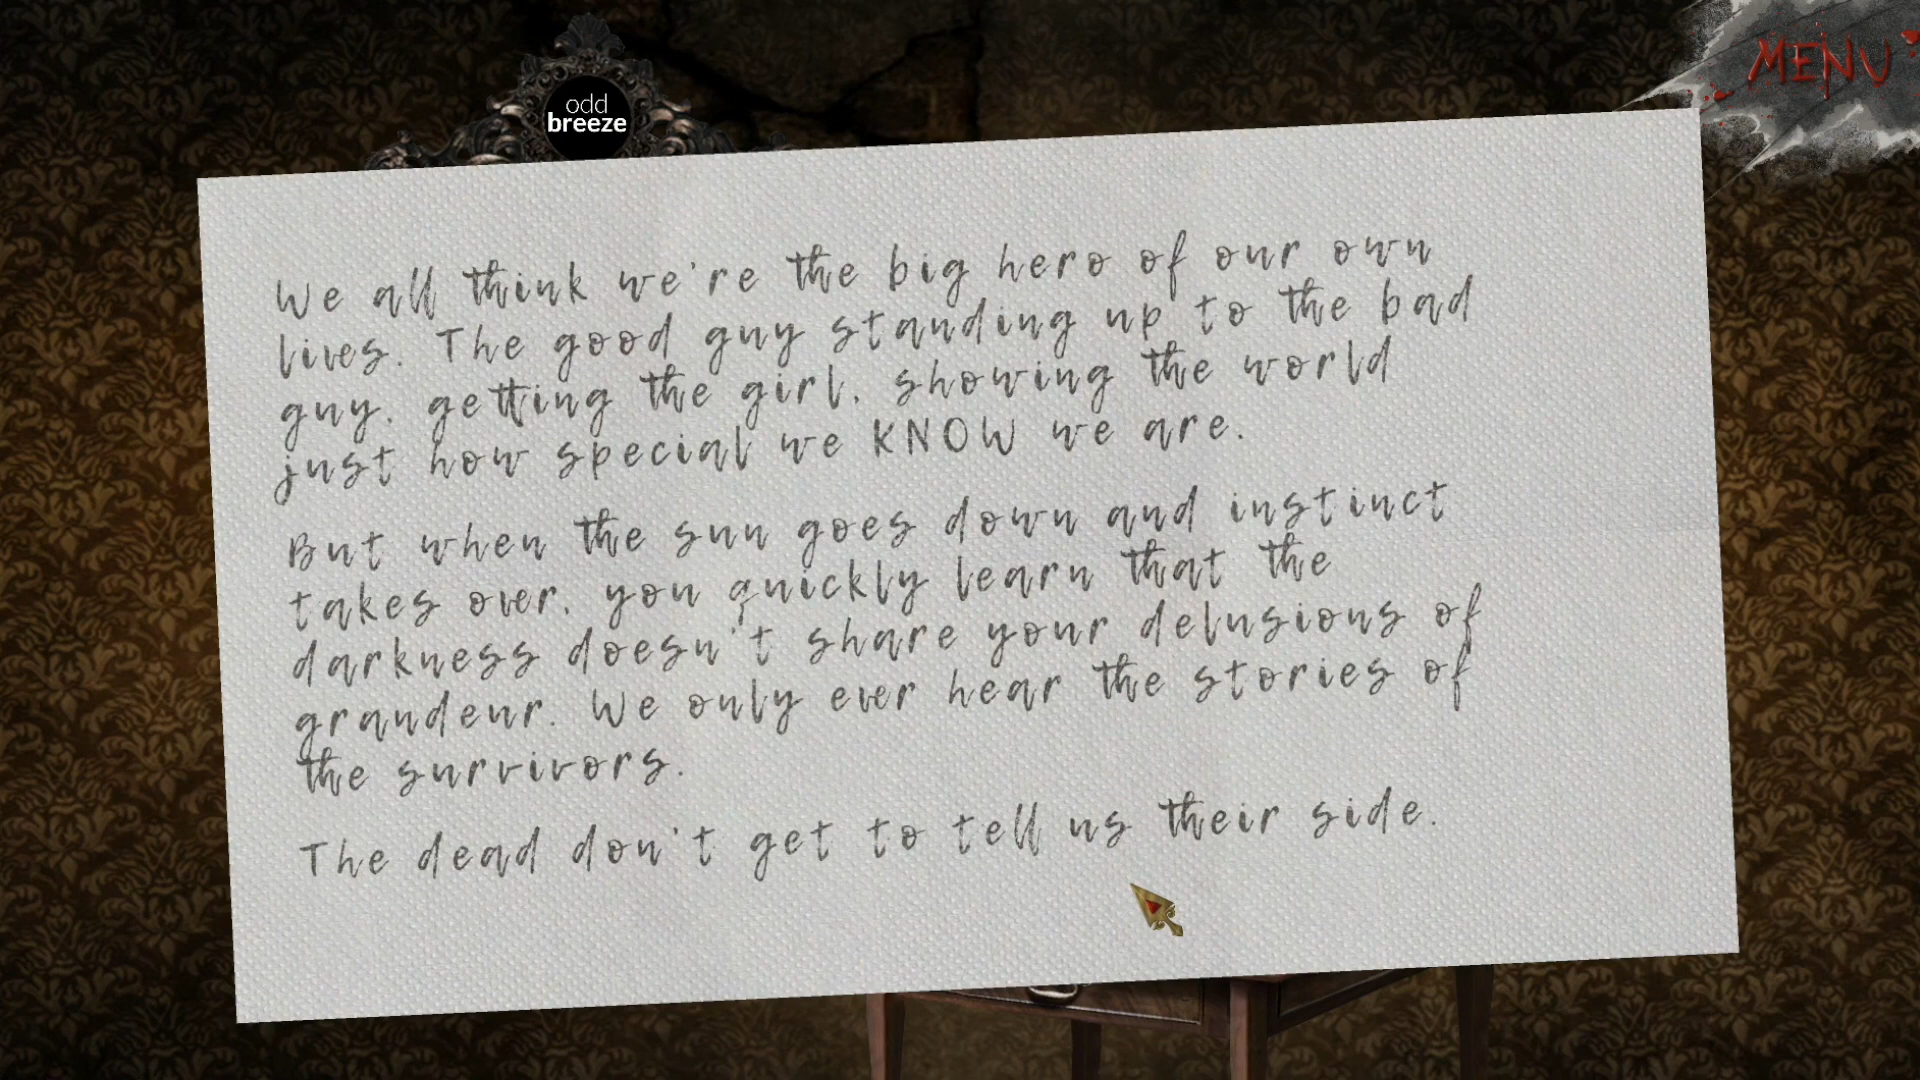 MENU
odd
breeze
We all think we're the big hero of our own
lives. The good guy standing up to the bad
guy, getting the girl, showing the world
just how special we KNOW we are.
But when the sun goes down and instinct
takes over, you quickly learn that the
darkness doesn't share your delusions of
grandeur. We only ever hear the stories of
the survivors.
The dead don't get to tell us their side.